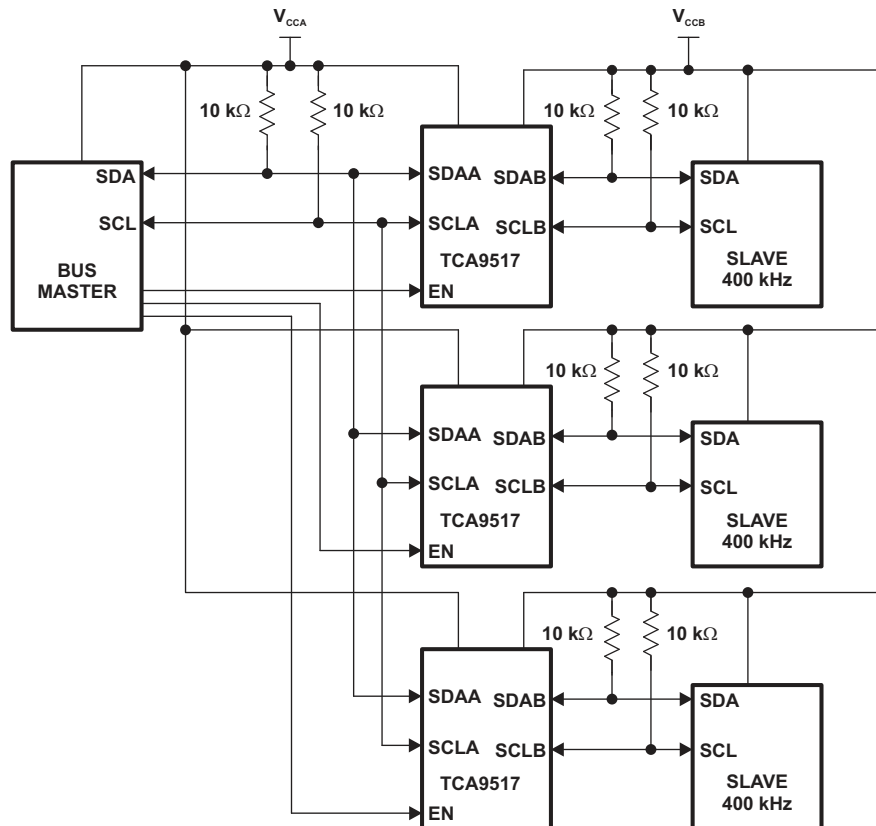 V_CCA
V_CCB
10 kΩ
10 kΩ
10 kΩ
10 kΩ
SDA
SCL
BUS
MASTER
SDAA
SDAB
SCLA
SCLB
TCA9517
EN
SDA
SCL
SLAVE
400 kHz
10 kΩ
10 kΩ
SDAA
SDAB
SCLA
SCLB
TCA9517
EN
SDA
SCL
SLAVE
400 kHz
10 kΩ
10 kΩ
SDAA
SDAB
SCLA
SCLB
TCA9517
EN
SDA
SCL
SLAVE
400 kHz